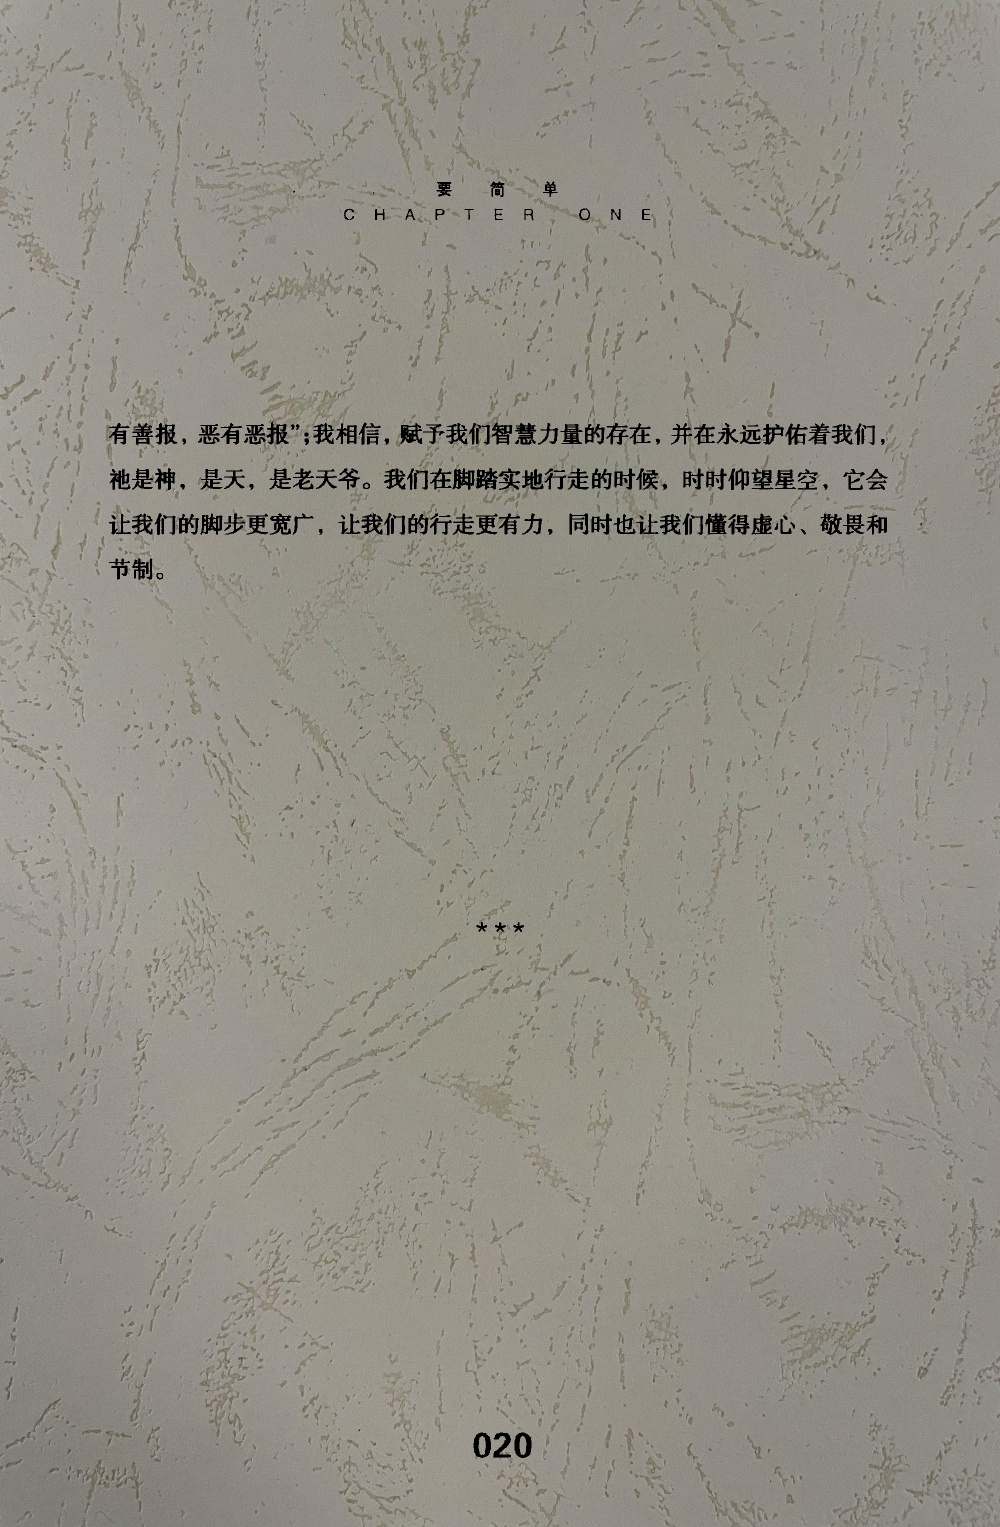 要简单
CHAPTER ONE
有善报，恶有恶报”；我相信，赋予我们智慧力量的存在，并在永远护佑着我们，
祂是神，是天，是老天爷。我们在脚踏实地行走的时候，时时仰望星空，它会
让我们的脚步更宽广，让我们的行走更有力，同时也让我们懂得虚心、敬畏和
节制。
***
020